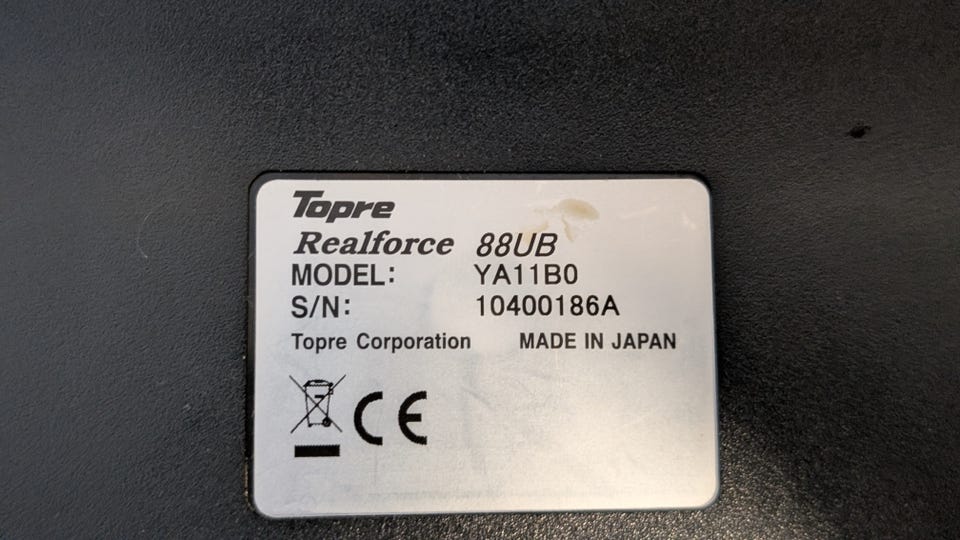 Topre
Realforce 88UB
MODEL: YA11B0
S/N: 10400186A
Topre Corporation MADE IN JAPAN
CE